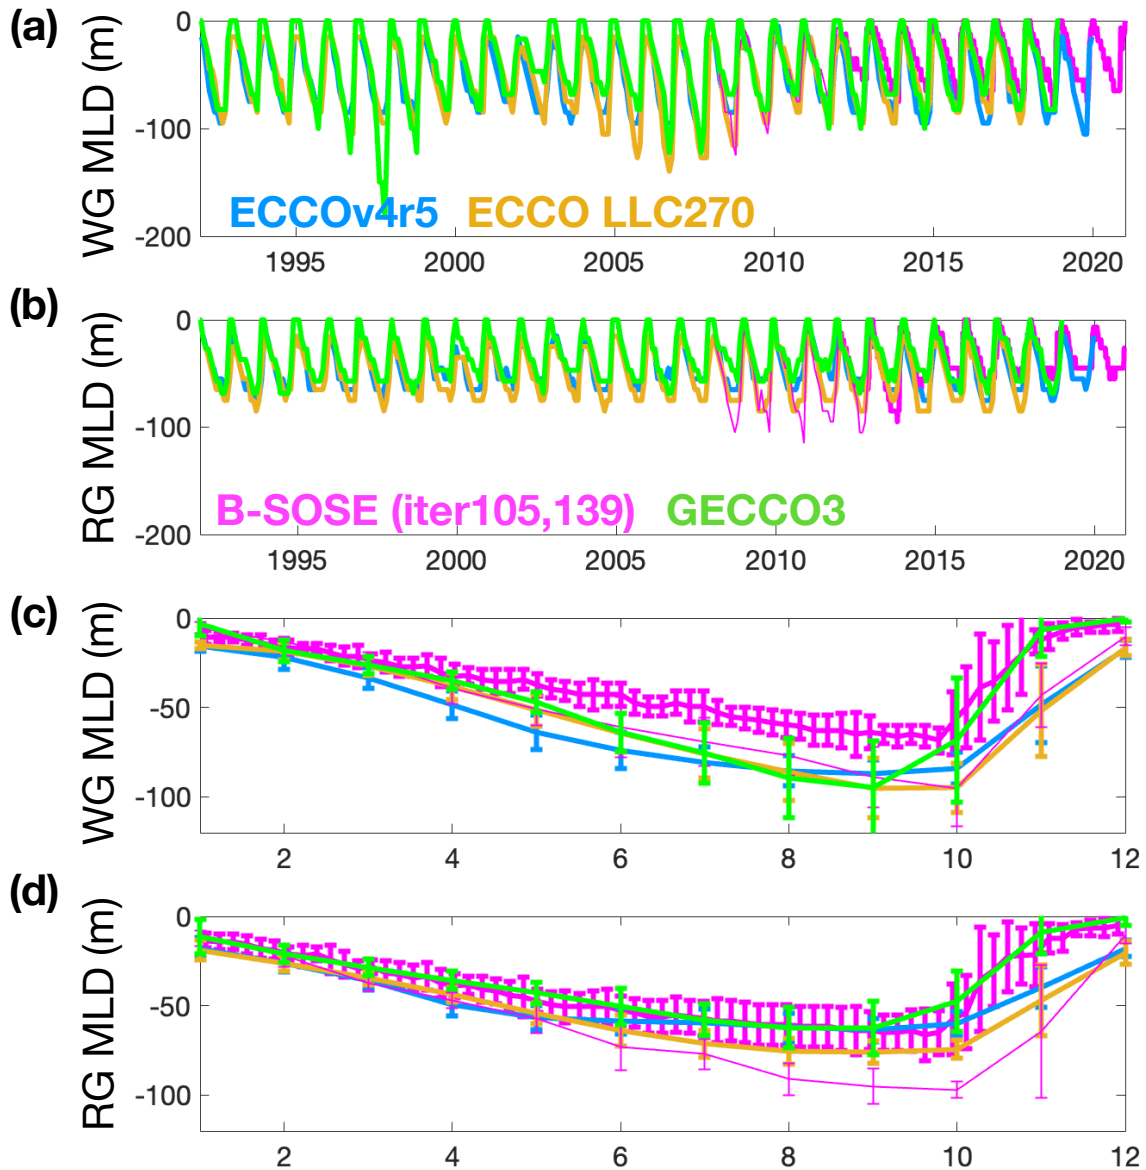 (a)
WG MLD (m)
0
-100
-200
ECCOv4r5 ECCO LLC270
1995 2000 2005 2010 2015 2020
(b)
RG MLD (m)
0
-100
-200
B-SOSE (iter105,139) GECCO3
1995 2000 2005 2010 2015 2020
(c)
WG MLD (m)
0
-50
-100
2 4 6 8 10 12
(d)
RG MLD (m)
0
-50
-100
2 4 6 8 10 12